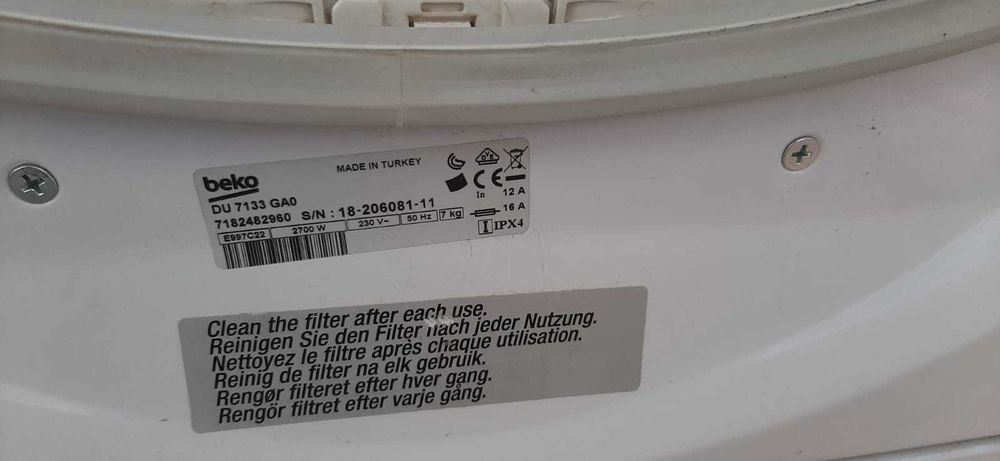 beko
MADE IN TURKEY
DU 7133 GA0
7182482960 S/N : 18-206081-11
E997C22 2700 W 230 V~ 50 Hz 7 kg
In 12 A
16 A
IPX4
Clean the filter after each use.
Reinigen Sie den Filter nach jeder Nutzung.
Nettoyez le filtre après chaque utilisation.
Reinig de filter na elk gebruik.
Rengør filteret efter hver gang.
Rengör filtret efter varje gång.